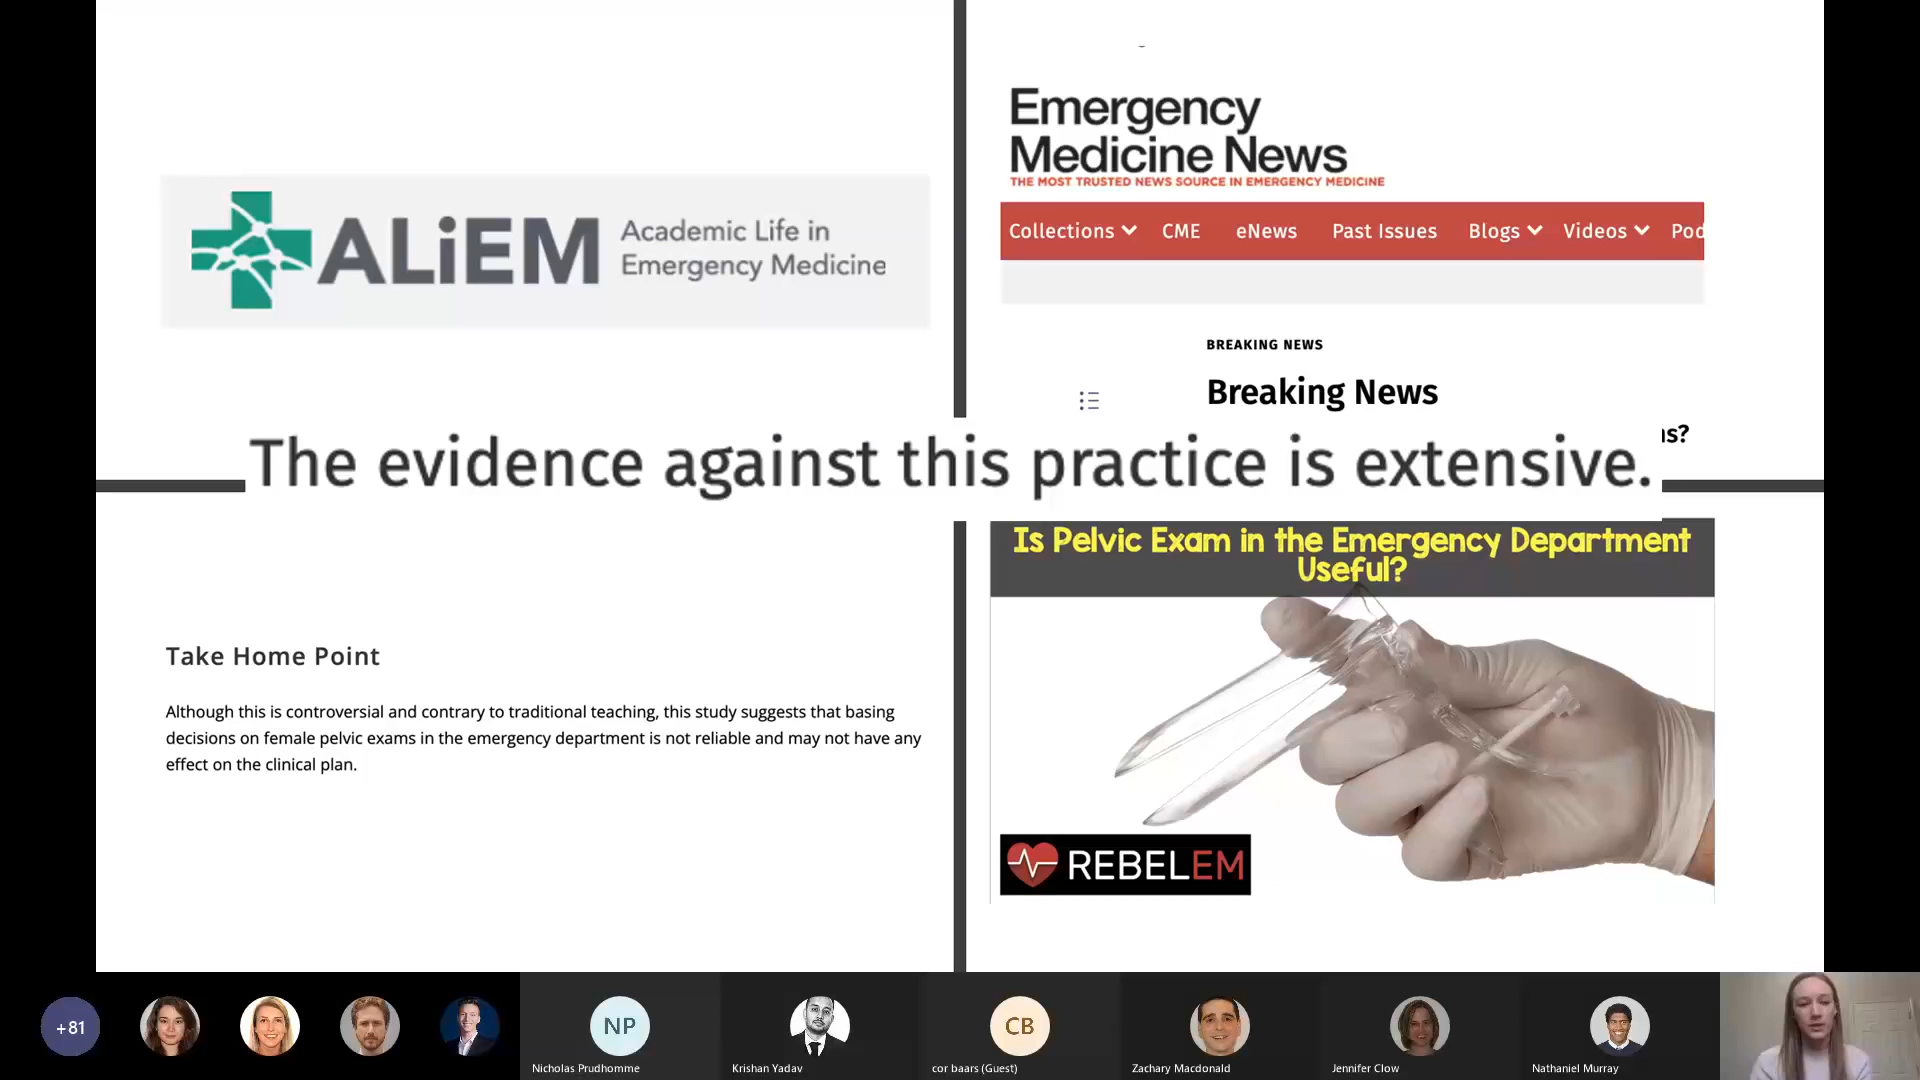 ALiEM
Academic Life in
Emergency Medicine
Emergency
Medicine News
THE MOST TRUSTED NEWS SOURCE IN EMERGENCY MEDICINE
Collections CME eNews Past Issues Blogs Videos Pod
BREAKING NEWS
Breaking News
The evidence against this practice is extensive.
Take Home Point
Although this is controversial and contrary to traditional teaching, this study suggests that basing
decisions on female pelvic exams in the emergency department is not reliable and may not have any
effect on the clinical plan.
Is Pelvic Exam in the Emergency Department
Useful?
REBELEM
+81
NP
CB
Nicholas Prudhomme
Krishan Yadav
cor baars (Guest)
Zachary Macdonald
Jennifer Clow
Nathaniel Murray